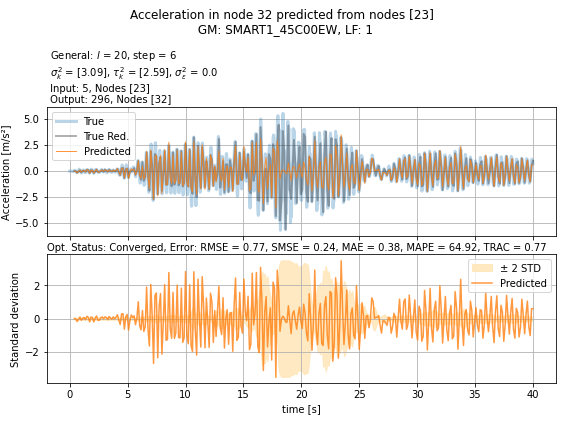 Acceleration in node 32 predicted from nodes [23]
GM: SMART1_45C00EW, LF: 1
General: l = 20, step = 6
σ²ₖ = [3.09], τ²ₖ = [2.59], σ²ε = 0.0
Input: 5, Nodes [23]
Output: 296, Nodes [32]
True
True Red.
Predicted
Acceleration [m/s²]
5.0
2.5
0.0
−2.5
−5.0
Opt. Status: Converged, Error: RMSE = 0.77, SMSE = 0.24, MAE = 0.38, MAPE = 64.92, TRAC = 0.77
± 2 STD
Predicted
Standard deviation
2
0
−2
0 5 10 15 20 25 30 35 40
time [s]